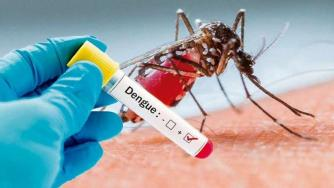 Dengue: - □
+ ☑